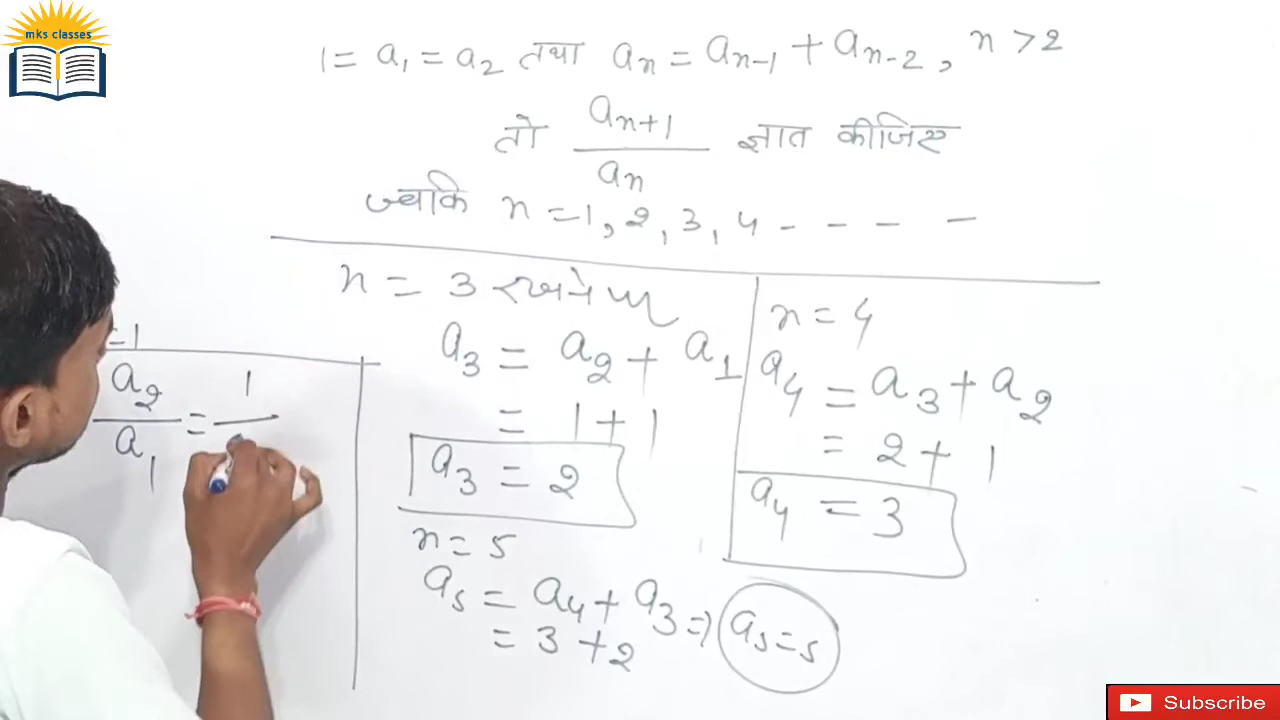 mks classes
1 = a₁ = a₂ तथा aₙ = aₙ₋₁ + aₙ₋₂, n > 2
तो aₙ₊₁ / aₙ ज्ञात कीजिए
ज्बकि n = 1, 2, 3, 4 - - - -
n = 3 रखने पर
a₃ = a₂ + a₁
= 1 + 1
a₃ = 2
n = 4
a₄ = a₃ + a₂
= 2 + 1
a₄ = 3
n = 5
a₅ = a₄ + a₃ ⇒ a₅ = 5
= 3 + 2
= 1
a₂ / a₁ = 1
Subscribe